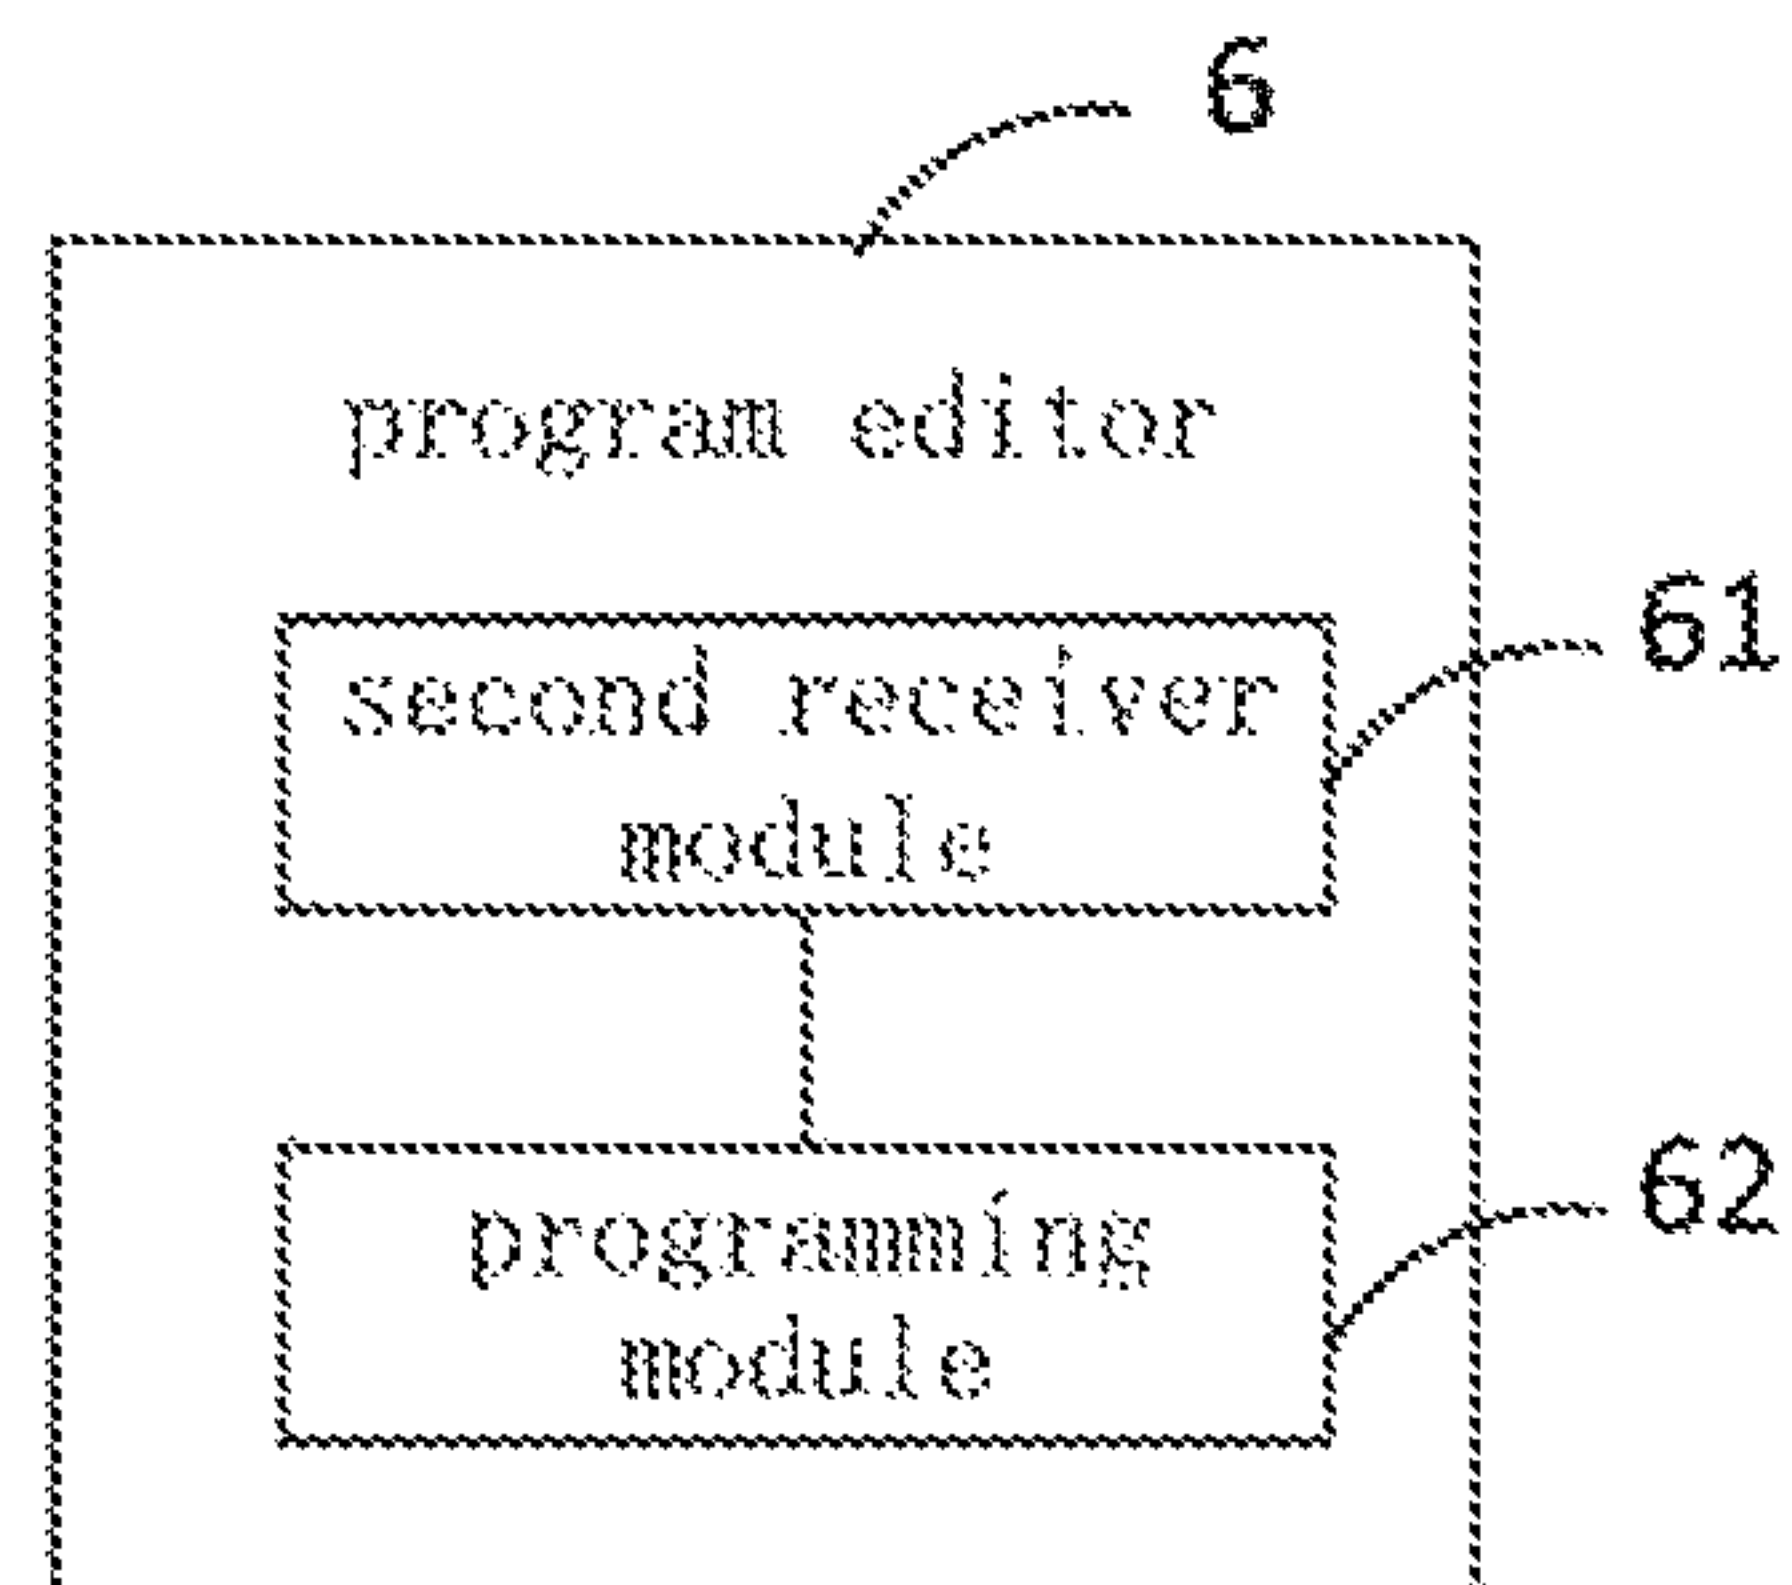 6
program editor
61
second receiver
module
62
programming
module